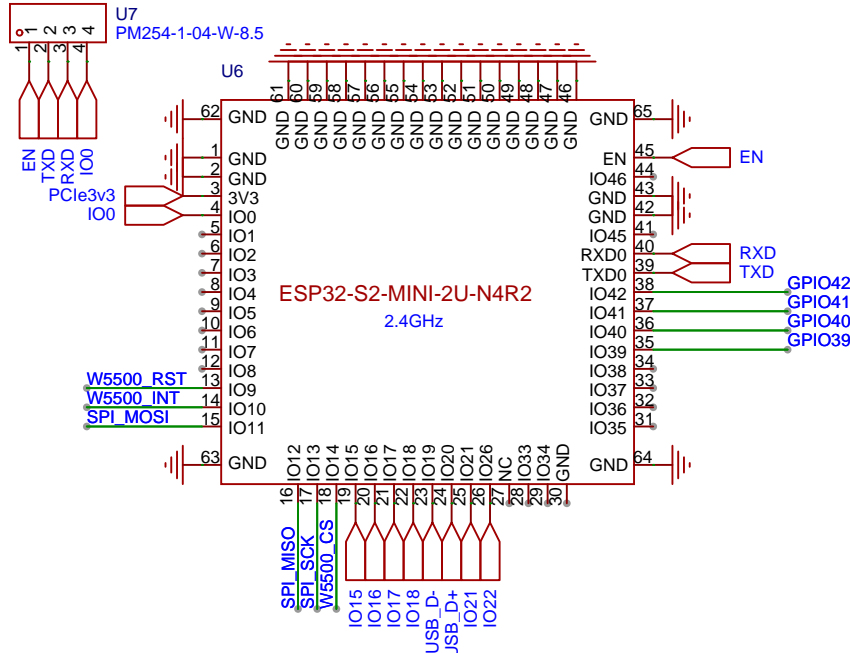 U7
PM254-1-04-W-8.5
1 2 3 4
1 2 3 4
EN
TXD
RXD
IO0
U6
61 60 59 58 57 56 55 54 53 52 51 50 49 48 47 46
GND GND GND GND GND GND GND GND GND GND GND GND GND GND GND GND
62 GND
1 GND
2 GND
PCIe3v3 3 3V3
IO0 4 IO0
5 IO1
6 IO2
7 IO3
8 IO4
9 IO5
10 IO6
11 IO7
12 IO8
W5500_RST 13 IO9
W5500_INT 14 IO10
SPI_MOSI 15 IO11
63 GND
ESP32-S2-MINI-2U-N4R2
2.4GHz
GND 65
EN 45 EN
IO46 44
GND 43
GND 42
IO45 41
RXD0 40 RXD
TXD0 39 TXD
IO42 38 GPIO42
IO41 37 GPIO41
IO40 36 GPIO40
IO39 35 GPIO39
IO38 34
IO37 33
IO36 32
IO35 31
GND 64
IO12 IO13 IO14 IO15 IO16 IO17 IO18 IO19 IO20 IO21 IO26 NC IO33 IO34 GND
16 17 18 19 20 21 22 23 24 25 26 27 28 29 30
SPI_MISO
SPI_SCK
W5500_CS
IO15
IO16
IO17
IO18
USB_D-
USB_D+
IO21
IO22